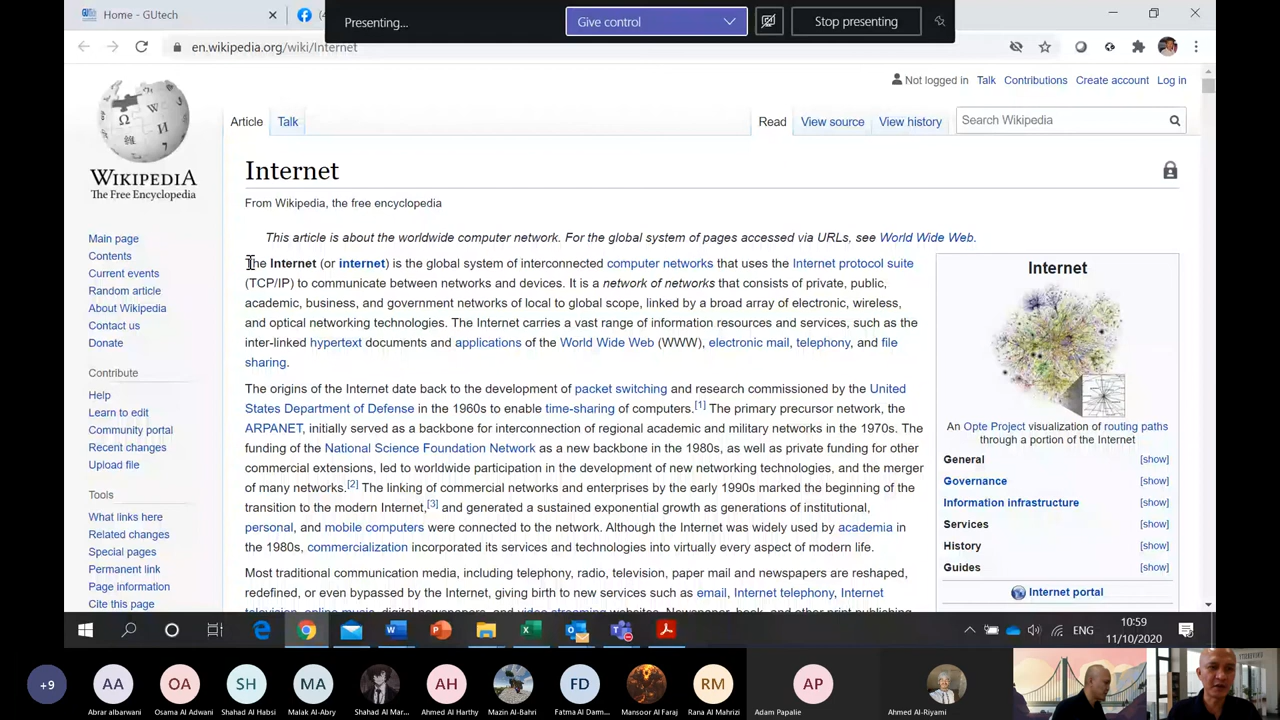 Home - GUtech
Presenting...
Give control
Stop presenting
en.wikipedia.org/wiki/Internet
Not logged in Talk Contributions Create account Log in
WIKIPEDIA
The Free Encyclopedia
Article Talk
Read View source View history
Search Wikipedia
Internet
From Wikipedia, the free encyclopedia
This article is about the worldwide computer network. For the global system of pages accessed via URLs, see World Wide Web.
The Internet (or internet) is the global system of interconnected computer networks that uses the Internet protocol suite
(TCP/IP) to communicate between networks and devices. It is a network of networks that consists of private, public,
academic, business, and government networks of local to global scope, linked by a broad array of electronic, wireless,
and optical networking technologies. The Internet carries a vast range of information resources and services, such as the
inter-linked hypertext documents and applications of the World Wide Web (WWW), electronic mail, telephony, and file
sharing.
The origins of the Internet date back to the development of packet switching and research commissioned by the United
States Department of Defense in the 1960s to enable time-sharing of computers.[1] The primary precursor network, the
ARPANET, initially served as a backbone for interconnection of regional academic and military networks in the 1970s. The
funding of the National Science Foundation Network as a new backbone in the 1980s, as well as private funding for other
commercial extensions, led to worldwide participation in the development of new networking technologies, and the merger
of many networks.[2] The linking of commercial networks and enterprises by the early 1990s marked the beginning of the
transition to the modern Internet,[3] and generated a sustained exponential growth as generations of institutional,
personal, and mobile computers were connected to the network. Although the Internet was widely used by academia in
the 1980s, commercialization incorporated its services and technologies into virtually every aspect of modern life.
Most traditional communication media, including telephony, radio, television, paper mail and newspapers are reshaped,
redefined, or even bypassed by the Internet, giving birth to new services such as email, Internet telephony, Internet
television, online music, digital newspapers, and video streaming websites. Newspaper, book, and other print publishing
Main page
Contents
Current events
Random article
About Wikipedia
Contact us
Donate
Contribute
Help
Learn to edit
Community portal
Recent changes
Upload file
Tools
What links here
Related changes
Special pages
Permanent link
Page information
Cite this page
Internet
An Opte Project visualization of routing paths
through a portion of the Internet
General [show]
Governance [show]
Information infrastructure [show]
Services [show]
History [show]
Guides [show]
Internet portal
ENG
10:59
11/10/2020
+9
AA
OA
SH
MA
AH
FD
RM
AP
Abrar albarwani
Osama Al Adwani
Shahad Al Habsi
Malak Al-Abry
Shahad Al Mar...
Ahmed Al Harthy
Mazin Al-Bahri
Fatma Al Darm...
Mansoor Al Faraj
Rana Al Mahrizi
Adam Papalie
Ahmed Al-Riyami